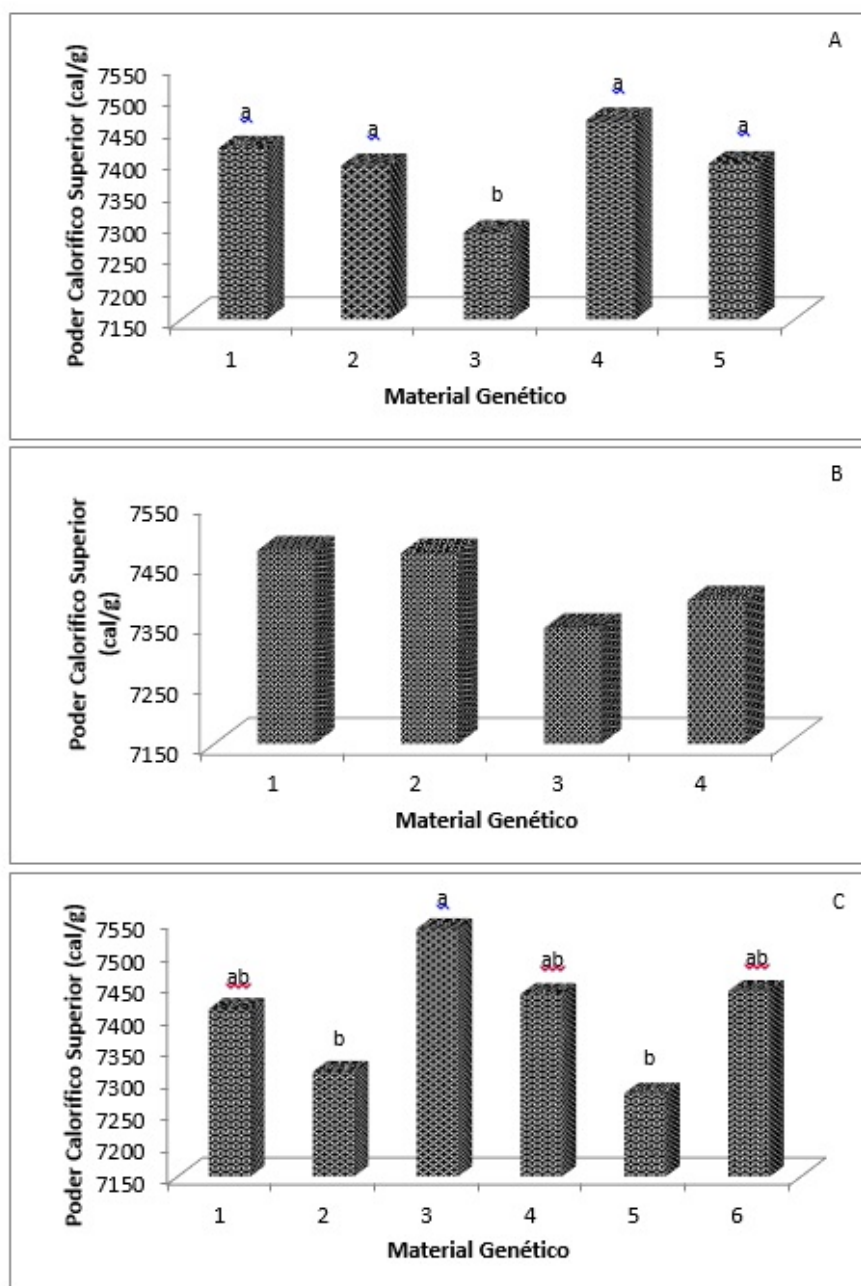 A
Poder Calorífico Superior (cal/g)
7550
7500
7450
7400
7350
7300
7250
7200
7150
a
a
b
a
a
1 2 3 4 5
Material Genético
B
Poder Calorífico Superior
(cal/g)
7550
7450
7350
7250
7150
1 2 3 4
Material Genético
C
Poder Calorífico Superior (cal/g)
7550
7500
7450
7400
7350
7300
7250
7200
7150
ab
b
a
ab
b
ab
1 2 3 4 5 6
Material Genético